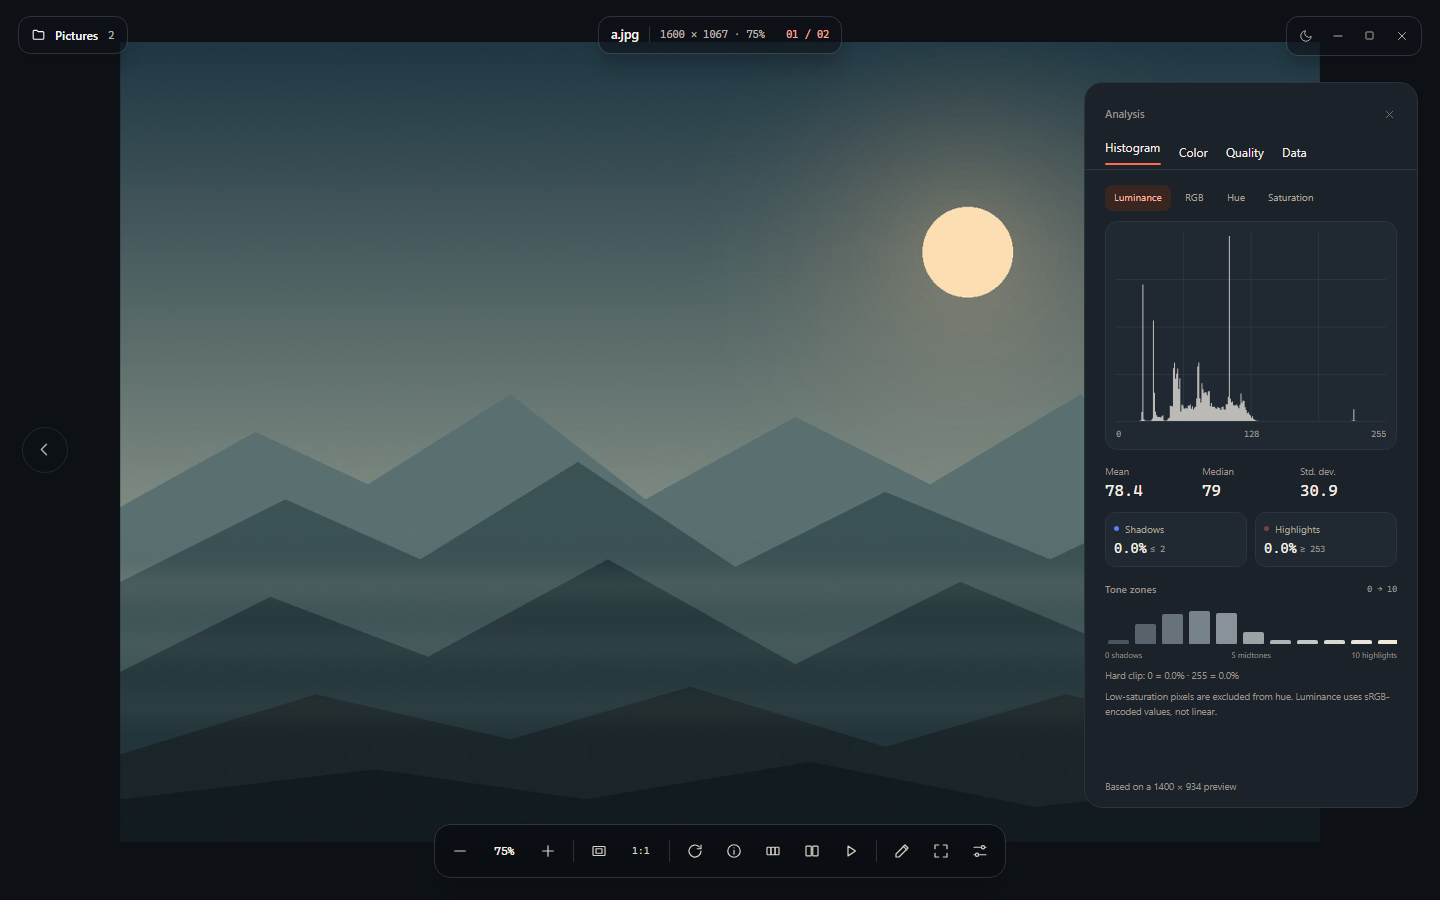 Pictures 2
a.jpg 1600 × 1067 · 75% 01 / 02
Analysis
Histogram Color Quality Data
Luminance RGB Hue Saturation
0 128 255
Mean Median Std. dev.
78.4 79 30.9
Shadows Highlights
0.0% ≤ 2 0.0% ≥ 253
Tone zones 0 → 10
0 shadows 5 midtones 10 highlights
Hard clip: 0 = 0.0% · 255 = 0.0%
Low-saturation pixels are excluded from hue. Luminance uses sRGB-
encoded values, not linear.
Based on a 1400 × 934 preview
75% 1:1